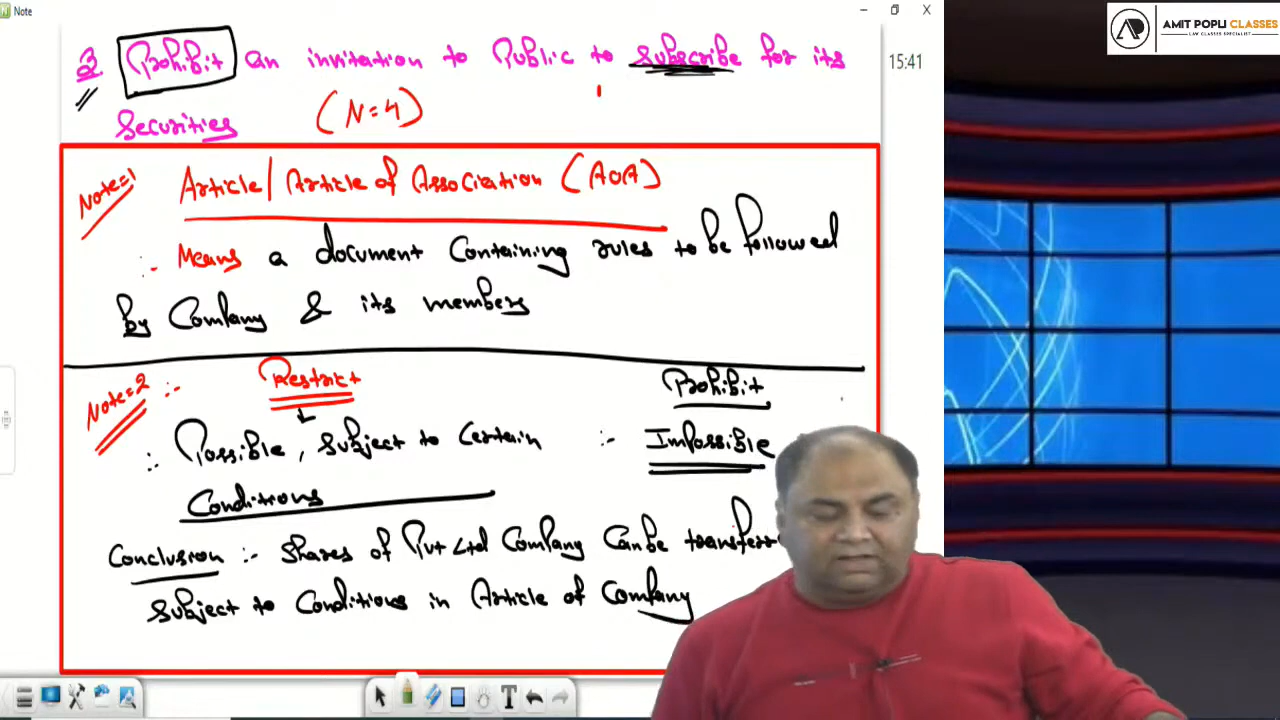 Note
AMIT POPLI CLASSES
LAW CLASSES SPECIALIST
15:41
3 Prohibit an invitation to Public to subscribe for its
Securities (N=4)
Note=1 Article/Article of Association (AOA)
:- Means a document Containing rules to be followed
by Company & its members
Note=2 :- Restrict Prohibit
:- Possible, subject to Certain :- Impossible
Conditions
Conclusion :- Shares of Pvt Ltd Company Can be transferr
subject to Conditions in Article of Company